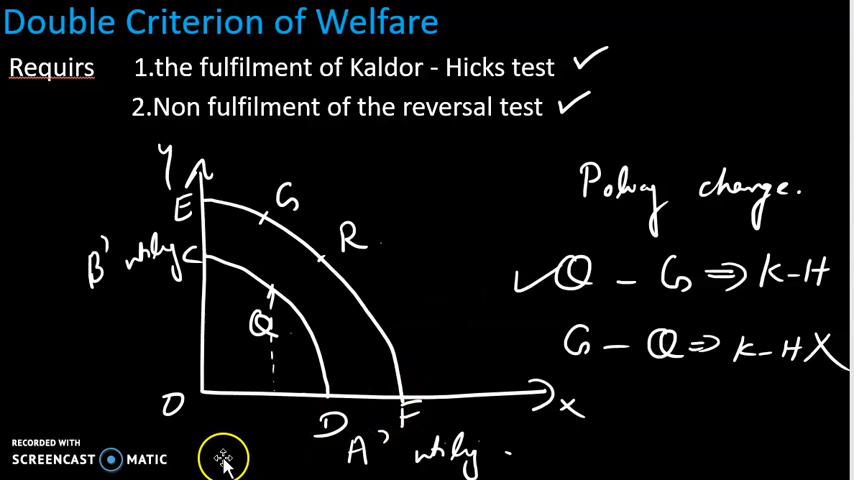 Double Criterion of Welfare
Requirs 1.the fulfilment of Kaldor - Hicks test ✓
2.Non fulfilment of the reversal test ✓
Y
E G
R
B' utility C
Q
O D F X
A' utility
Policy change.
✓ Q - G ⇒ K-H
G - Q ⇒ K-H X
RECORDED WITH
SCREENCAST MATIC